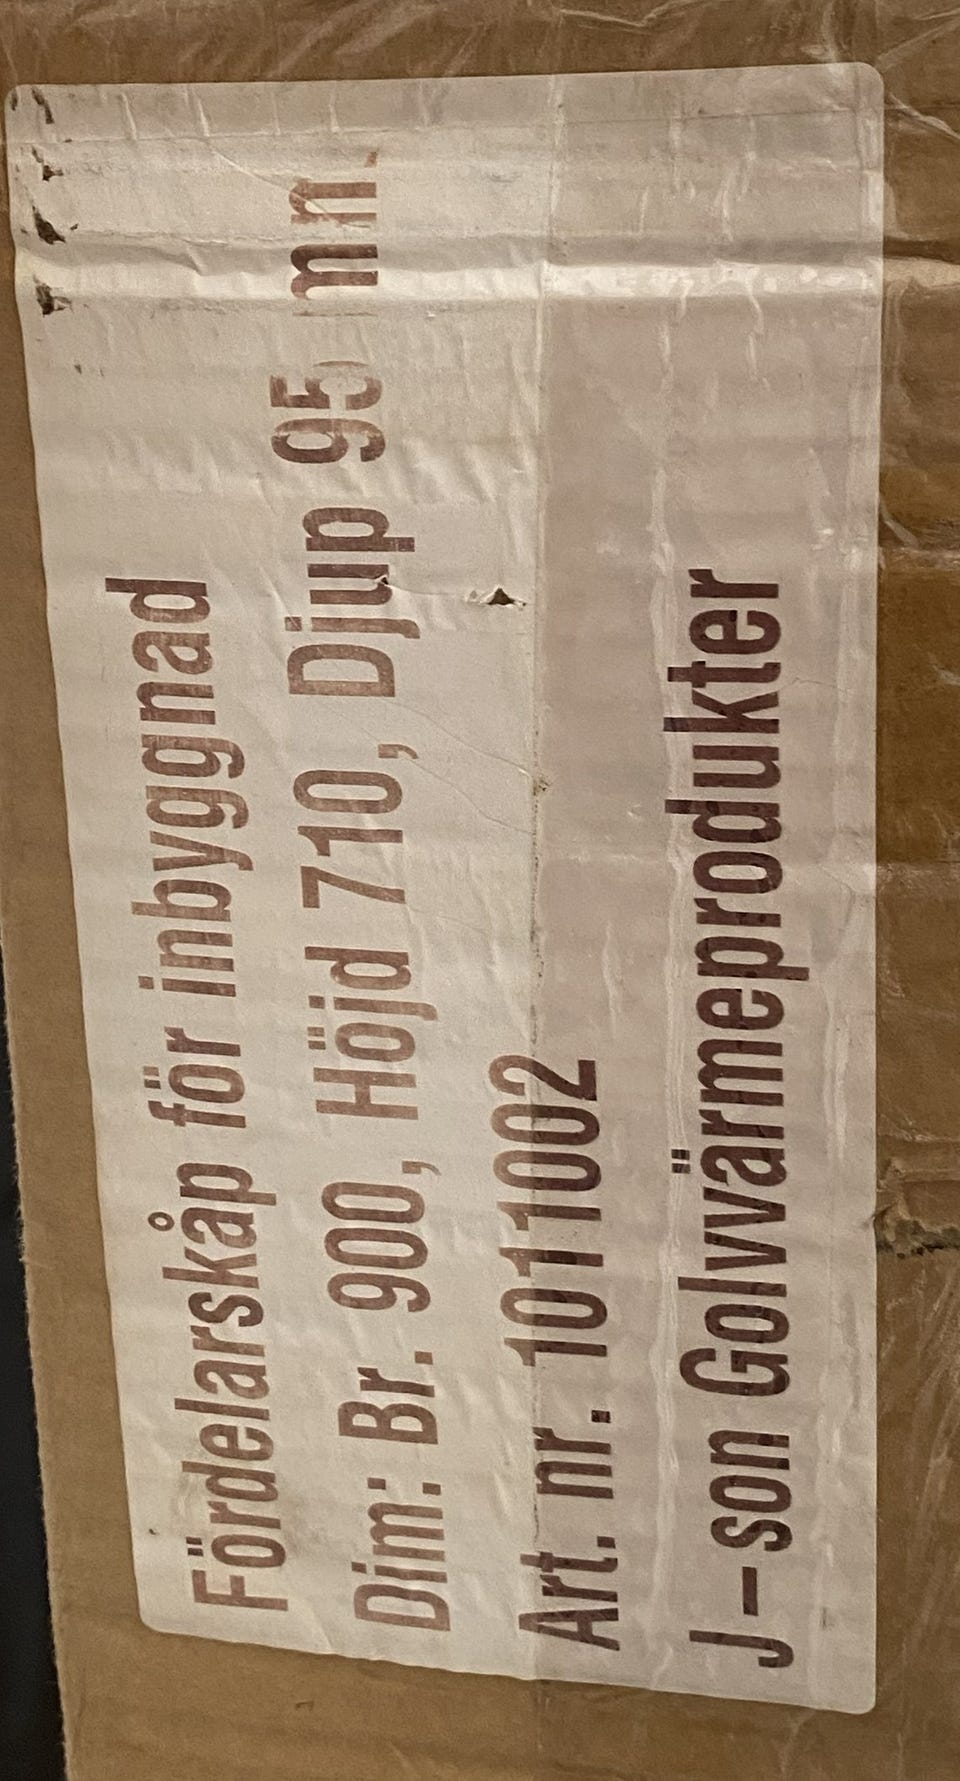 Fördelarskåp för inbyggnad
Dim: Br. 900, Höjd 710, Djup 95 mm.
Art. nr. 1011002
J-son Golvvärmeprodukter